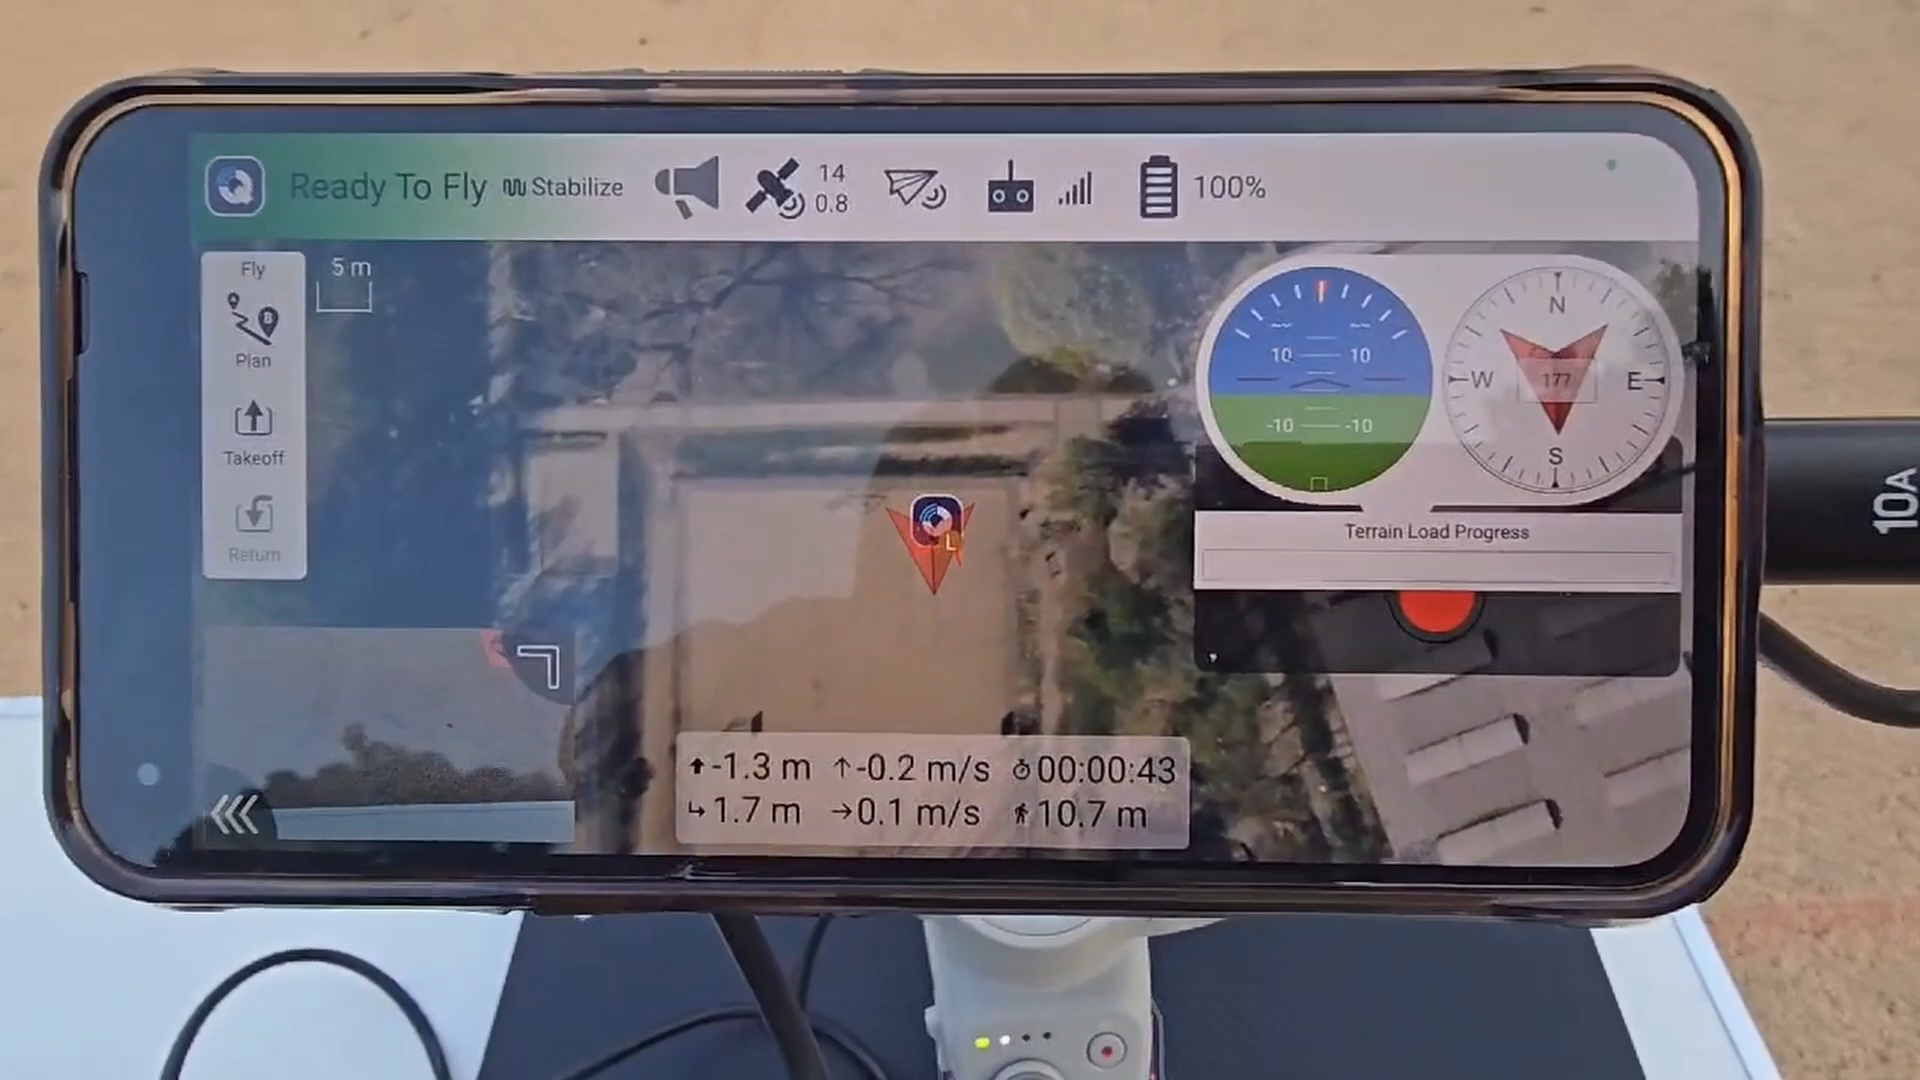 Ready To Fly Stabilize
14
0.8
100%
Fly
Plan
Takeoff
Return
5 m
B
L
10 10
-10 -10
N
W 177 E
S
Terrain Load Progress
-1.3 m -0.2 m/s 00:00:43
1.7 m 0.1 m/s 10.7 m
10A